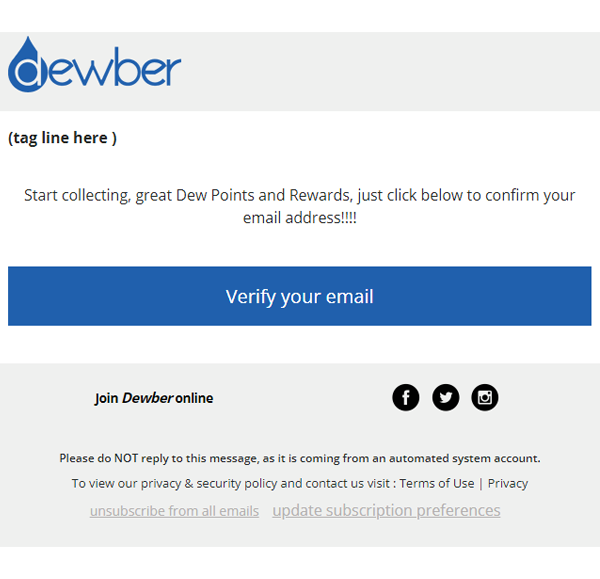 dewber
(tag line here )
Start collecting, great Dew Points and Rewards, just click below to confirm your
email address!!!!
Verify your email
Join Dewber online
Please do NOT reply to this message, as it is coming from an automated system account.
To view our privacy & security policy and contact us visit : Terms of Use | Privacy
unsubscribe from all emails update subscription preferences